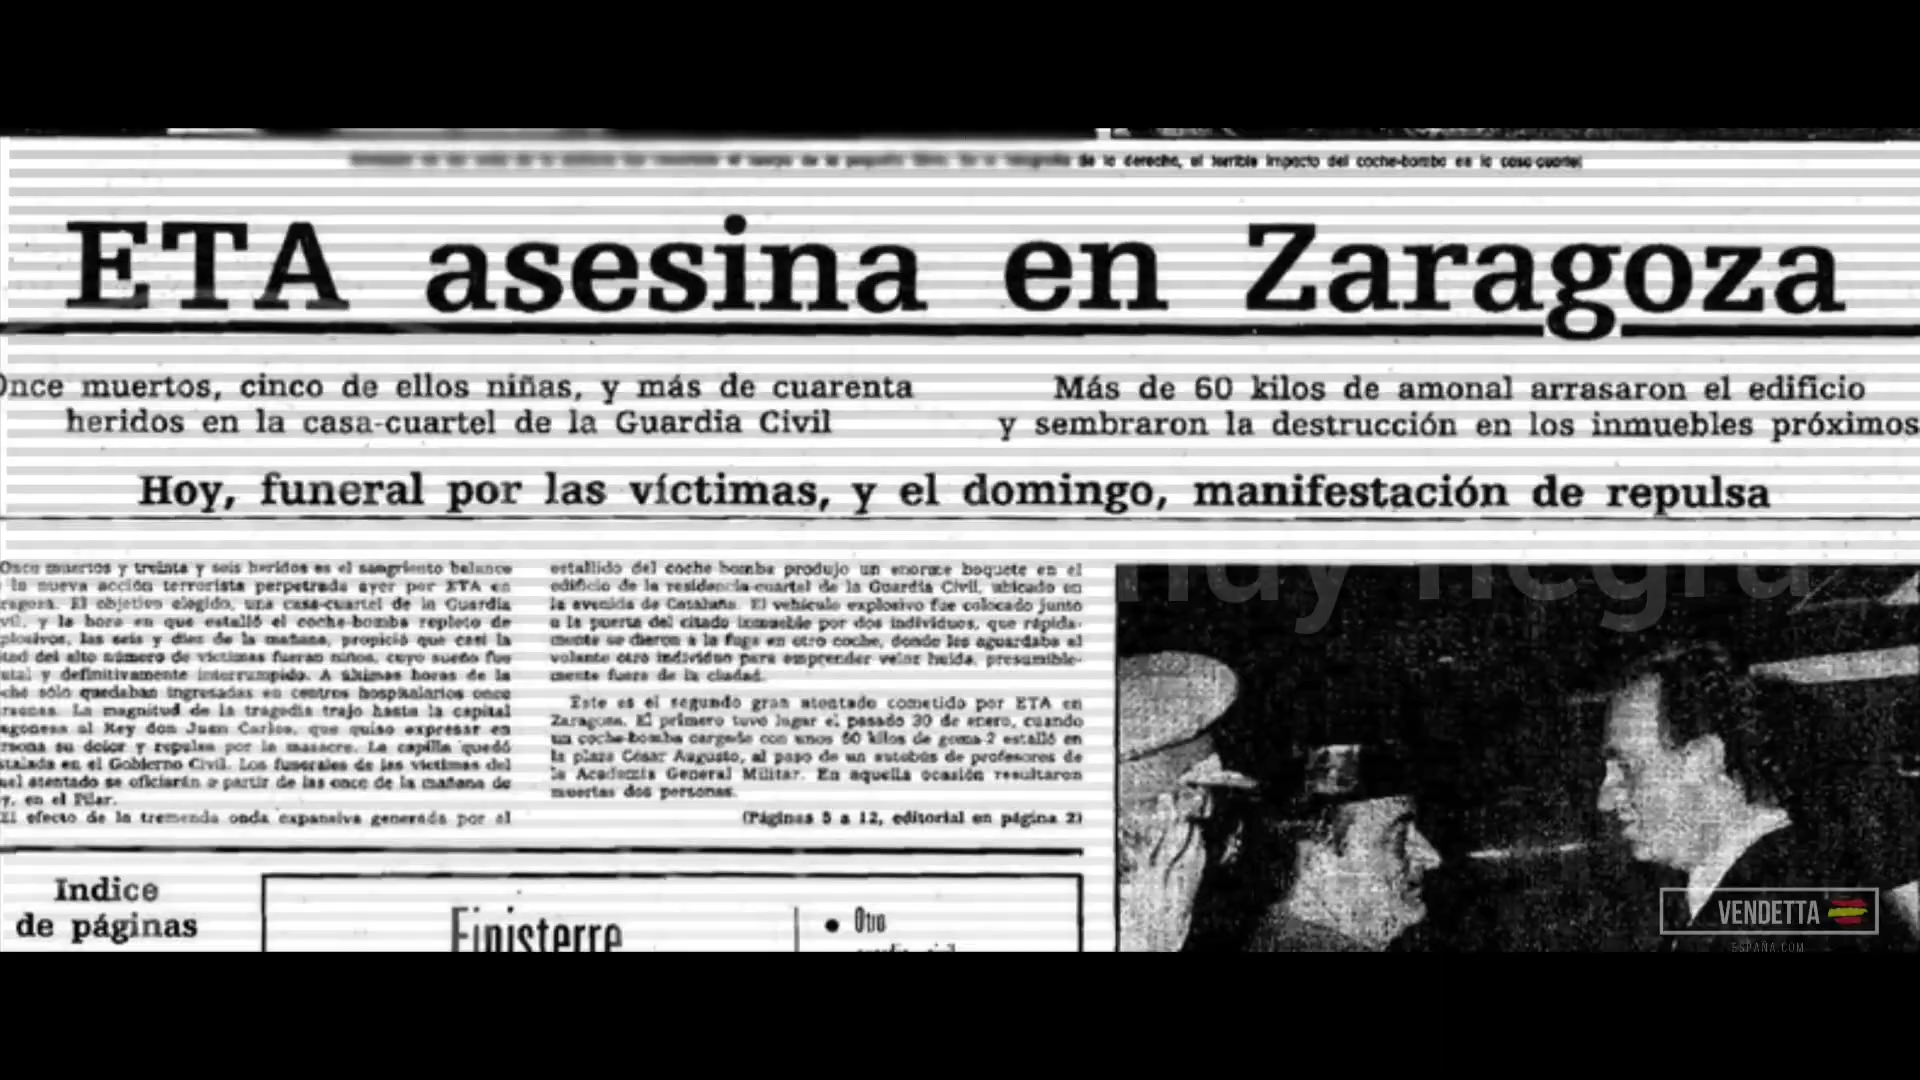 de la derecha, el terrible impacto del coche-bomba en la casa-cuartel
ETA asesina en Zaragoza
Once muertos, cinco de ellos niñas, y más de cuarenta
heridos en la casa-cuartel de la Guardia Civil
Más de 60 kilos de amonal arrasaron el edificio
y sembraron la destrucción en los inmuebles próximos
Hoy, funeral por las víctimas, y el domingo, manifestación de repulsa
Once muertos y treinta y seis heridos es el sangriento balance
la nueva acción terrorista perpetrada ayer por ETA en
ragoza. El objetivo elegido, una casa-cuartel de la Guardia
vil, y la hora en que estalló el coche-bomba repleto de
plosivos, las seis y diez de la mañana, propició que casi la
tad del alto número de víctimas fueran niños, cuyo sueño fue
utal y definitivamente interrumpido. A últimas horas de la
che sólo quedaban ingresadas en centros hospitalarios once
rsonas. La magnitud de la tragedia trajo hasta la capital
agonesa al Rey don Juan Carlos, que quiso expresar en
rsona su dolor y repulsa por la masacre. La capilla quedó
stalada en el Gobierno Civil. Los funerales de las víctimas del
uel atentado se oficiarán a partir de las once de la mañana de
y, en el Pilar.
El efecto de la tremenda onda expansiva generada por el
estallido del coche bomba produjo un enorme boquete en el
edificio de la residencia-cuartel de la Guardia Civil, ubicado en
la avenida de Cataluña. El vehículo explosivo fue colocado junto
a la puerta del citado inmueble por dos individuos, que rápida-
mente se dieron a la fuga en otro coche, donde les aguardaba al
volante otro individuo para emprender veloz huida, presumible-
mente fuera de la ciudad.
Este es el segundo gran atentado cometido por ETA en
Zaragoza. El primero tuvo lugar el pasado 30 de enero, cuando
un coche-bomba cargado con unos 50 kilos de goma-2 estalló en
la plaza César Augusto, al paso de un autobús de profesores de
la Academia General Militar. En aquella ocasión resultaron
muertas dos personas.
(Páginas 5 a 12, editorial en página 2)
muy negra
Indice
de páginas
Finisterre
• Otro
VENDETTA
ESPAÑA.COM